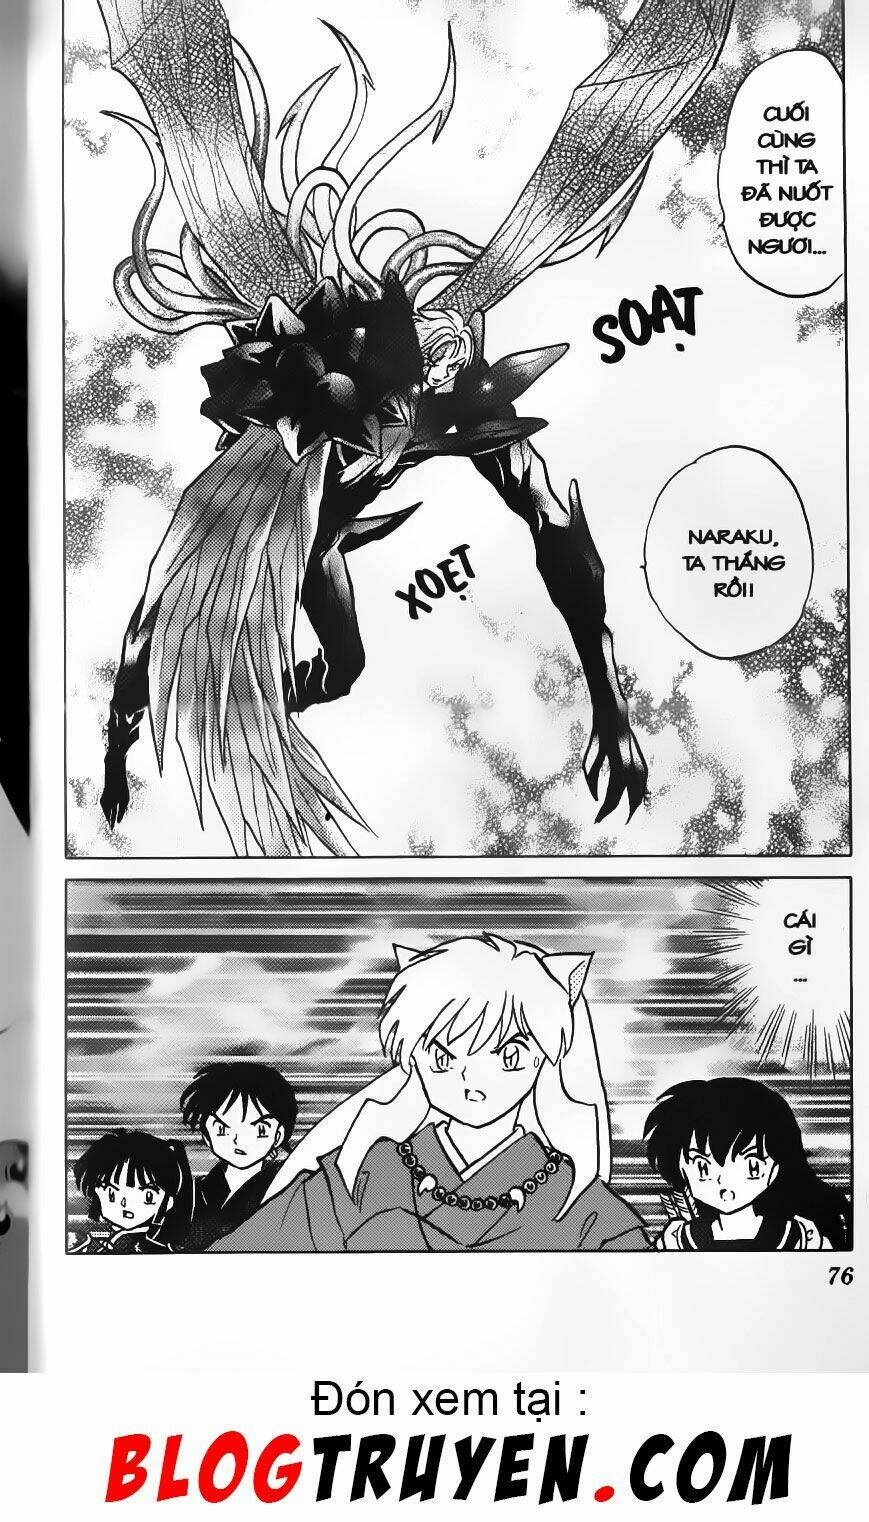 CUỐI
CÙNG
THÌ TA
ĐÃ NUỐT
ĐƯỢC
NGƯƠI...
SOẠT
NARAKU,
TA THẮNG
RỒI!
XOẸT
CÁI
GÌ
...
76
Đón xem tại :
BLOGTRUYEN.COM